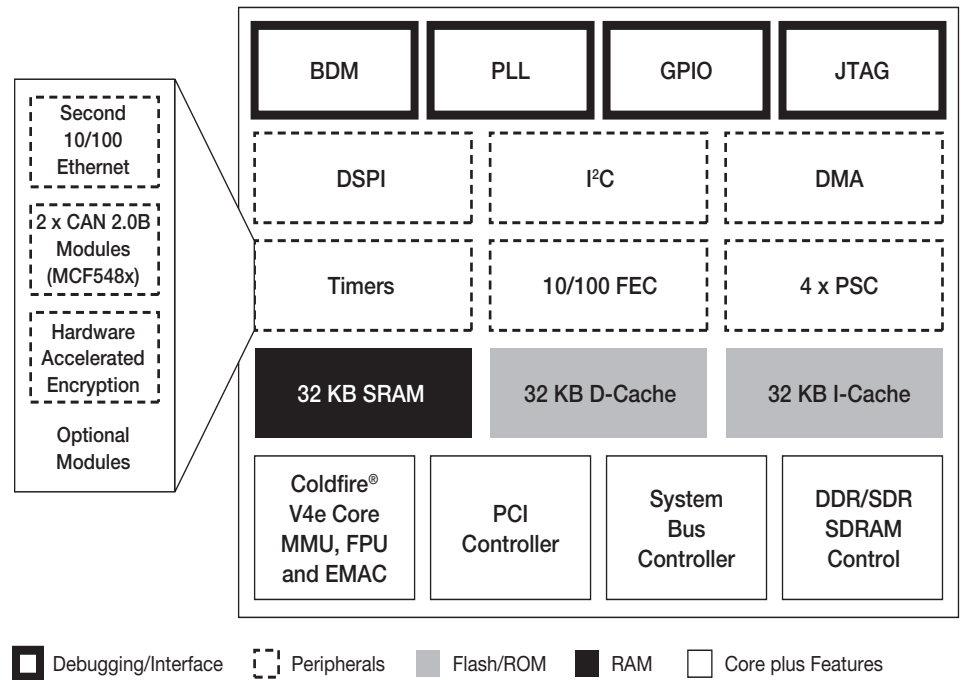 BDM
PLL
GPIO
JTAG
Second
10/100
Ethernet
2 x CAN 2.0B
Modules
(MCF548x)
Hardware
Accelerated
Encryption
Optional
Modules
DSPI
I²C
DMA
Timers
10/100 FEC
4 x PSC
32 KB SRAM
32 KB D-Cache
32 KB I-Cache
Coldfire®
V4e Core
MMU, FPU
and EMAC
PCI
Controller
System
Bus
Controller
DDR/SDR
SDRAM
Control
Debugging/Interface
Peripherals
Flash/ROM
RAM
Core plus Features